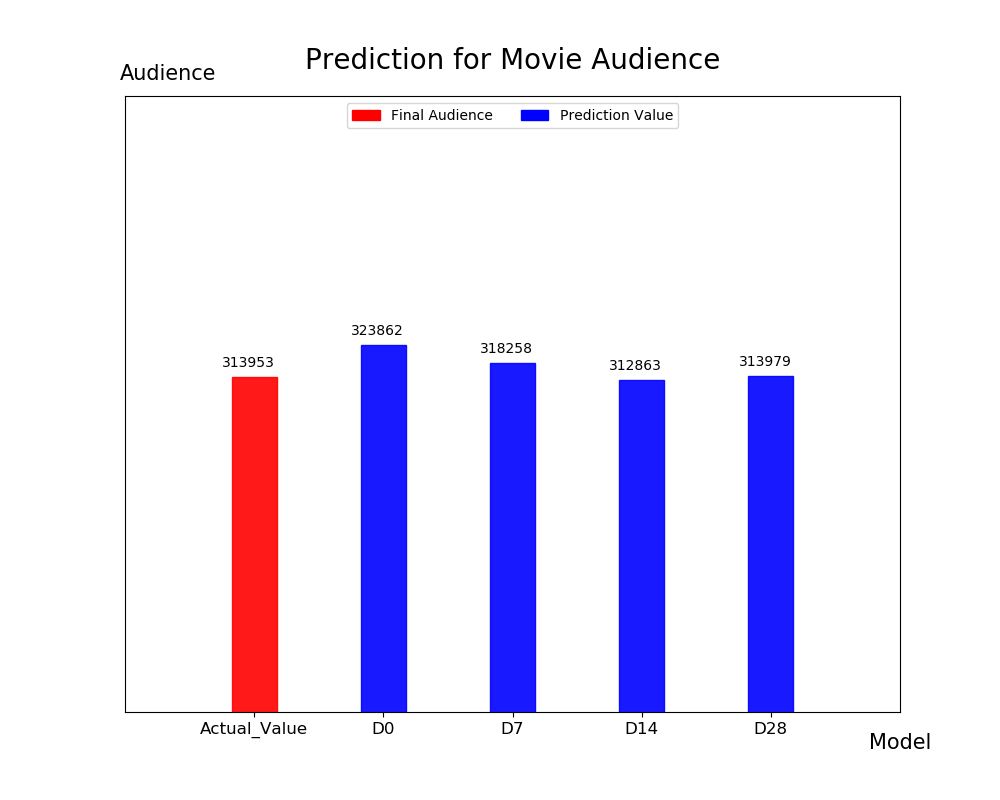 Prediction for Movie Audience
Audience
Final Audience
Prediction Value
313953
323862
318258
312863
313979
Actual_Value
D0
D7
D14
D28
Model